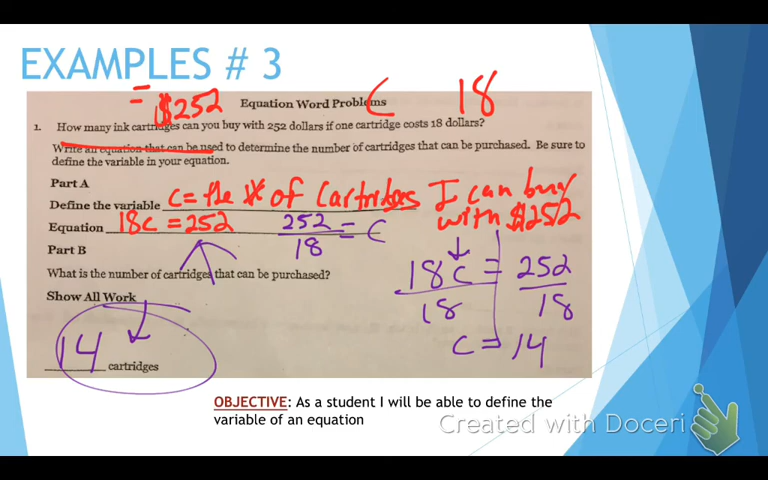 EXAMPLES # 3
= $252
C
18
Equation Word Problems
1. How many ink cartridges can you buy with 252 dollars if one cartridge costs 18 dollars?
Write an equation that can be used to determine the number of cartridges that can be purchased. Be sure to
define the variable in your equation.
Part A
Define the variable c = the # of Cartridges I can buy
with $252
Equation 18c = 252
252/18 = c
Part B
What is the number of cartridges that can be purchased?
18c = 252
18 18
c = 14
Show All Work
14 cartridges
OBJECTIVE: As a student I will be able to define the
variable of an equation
Created with Doceri